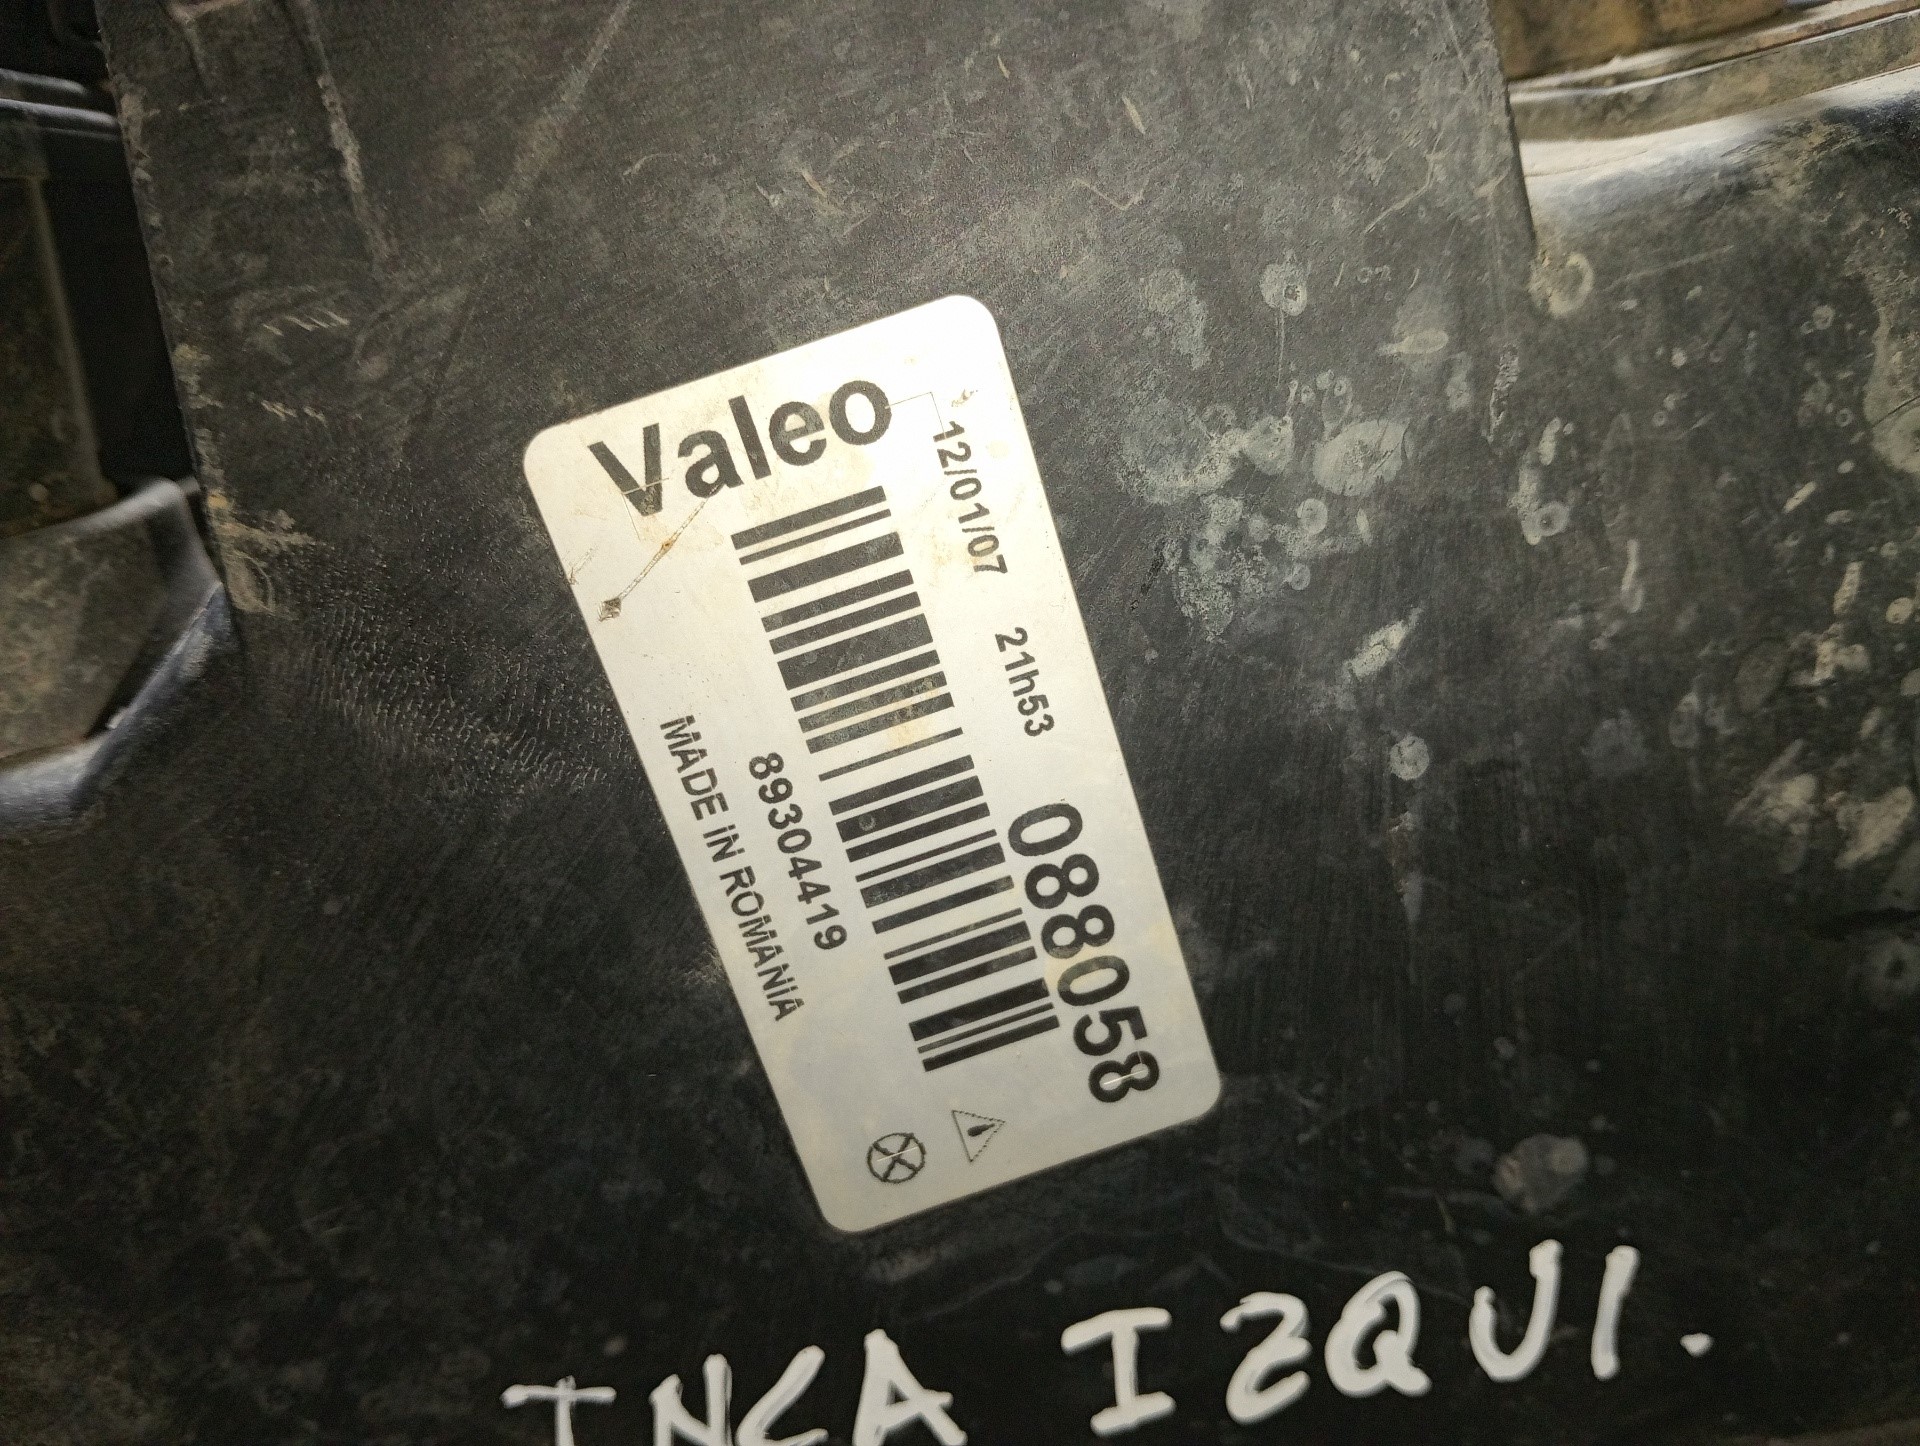 Valeo
12/01/07 21h53 088058
89304419
MADE IN ROMANIA
INCA IZQUI.